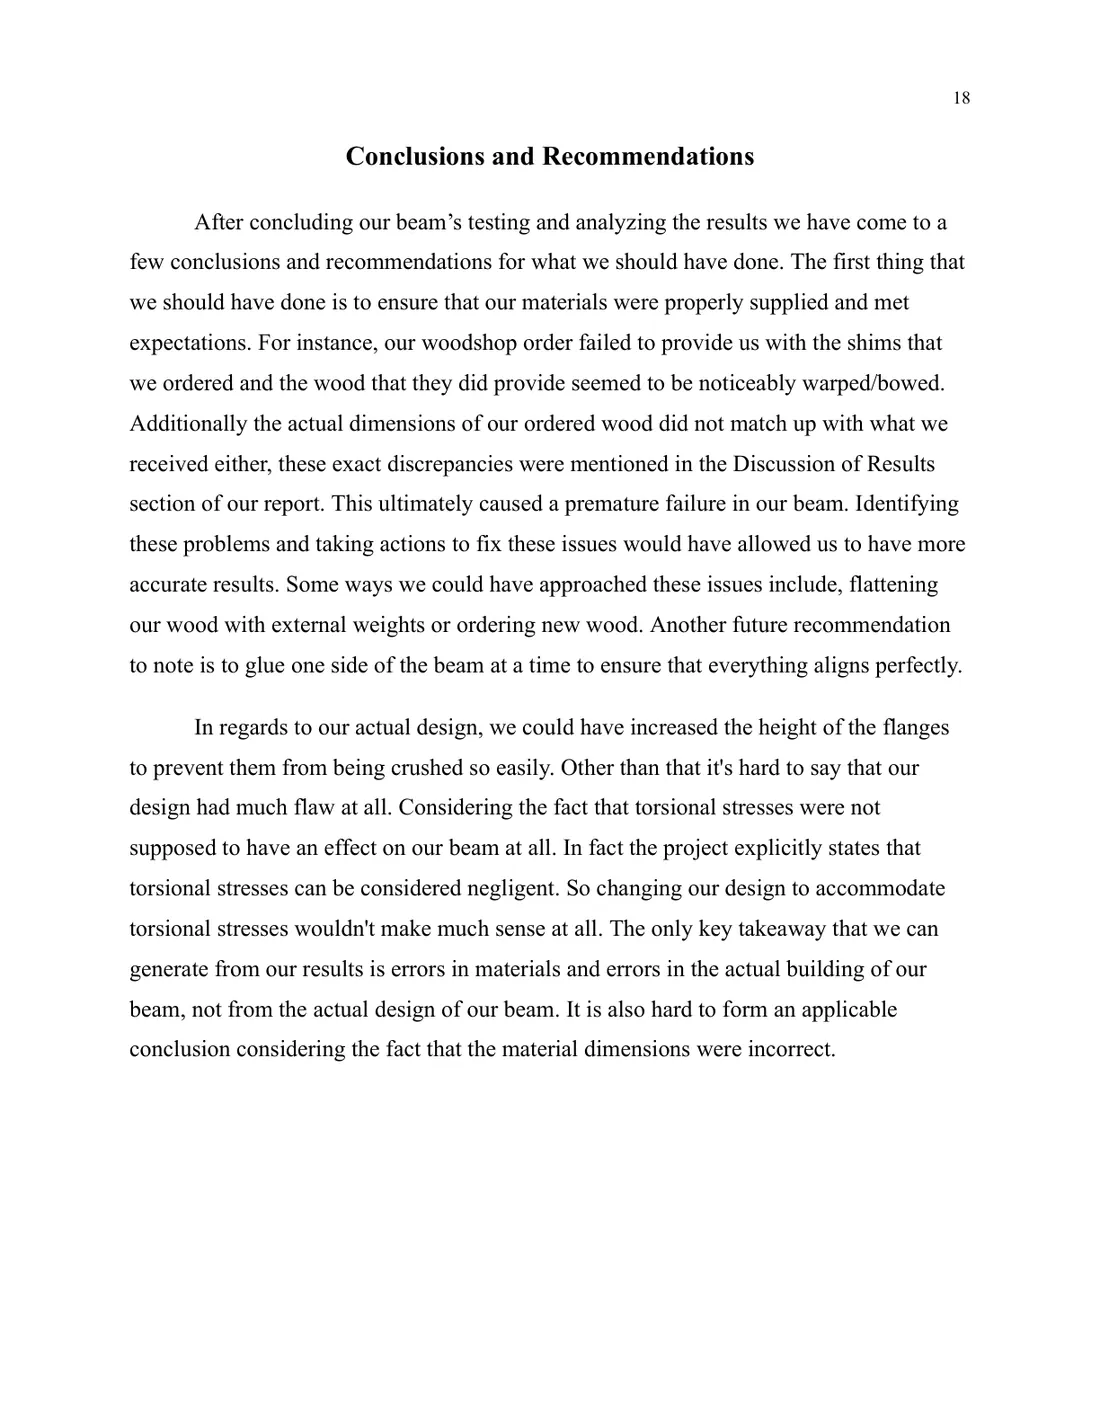 18
Conclusions and Recommendations
After concluding our beam’s testing and analyzing the results we have come to a
few conclusions and recommendations for what we should have done. The first thing that
we should have done is to ensure that our materials were properly supplied and met
expectations. For instance, our woodshop order failed to provide us with the shims that
we ordered and the wood that they did provide seemed to be noticeably warped/bowed.
Additionally the actual dimensions of our ordered wood did not match up with what we
received either, these exact discrepancies were mentioned in the Discussion of Results
section of our report. This ultimately caused a premature failure in our beam. Identifying
these problems and taking actions to fix these issues would have allowed us to have more
accurate results. Some ways we could have approached these issues include, flattening
our wood with external weights or ordering new wood. Another future recommendation
to note is to glue one side of the beam at a time to ensure that everything aligns perfectly.
In regards to our actual design, we could have increased the height of the flanges
to prevent them from being crushed so easily. Other than that it's hard to say that our
design had much flaw at all. Considering the fact that torsional stresses were not
supposed to have an effect on our beam at all. In fact the project explicitly states that
torsional stresses can be considered negligent. So changing our design to accommodate
torsional stresses wouldn't make much sense at all. The only key takeaway that we can
generate from our results is errors in materials and errors in the actual building of our
beam, not from the actual design of our beam. It is also hard to form an applicable
conclusion considering the fact that the material dimensions were incorrect.